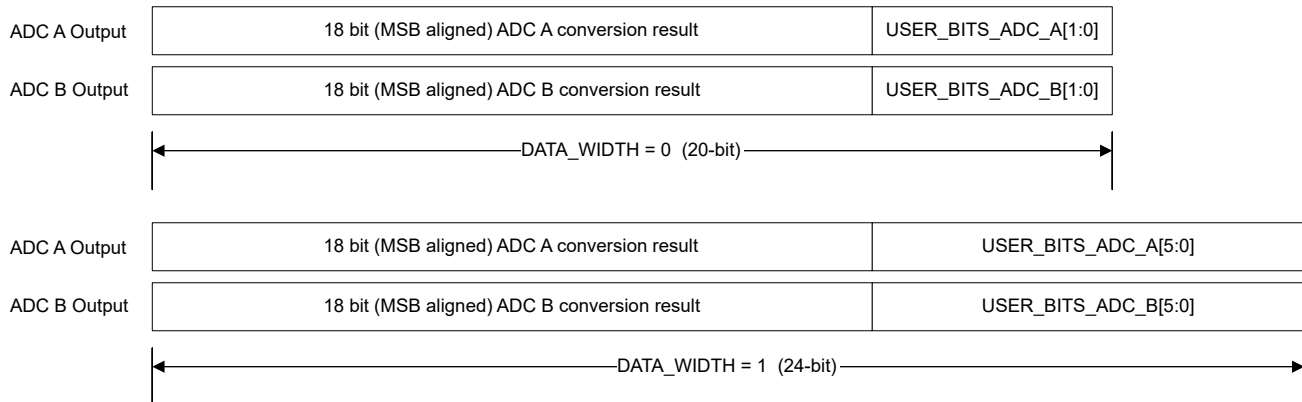 ADC A Output 18 bit (MSB aligned) ADC A conversion result USER_BITS_ADC_A[1:0]
ADC B Output 18 bit (MSB aligned) ADC B conversion result USER_BITS_ADC_B[1:0]
DATA_WIDTH = 0 (20-bit)
ADC A Output 18 bit (MSB aligned) ADC A conversion result USER_BITS_ADC_A[5:0]
ADC B Output 18 bit (MSB aligned) ADC B conversion result USER_BITS_ADC_B[5:0]
DATA_WIDTH = 1 (24-bit)